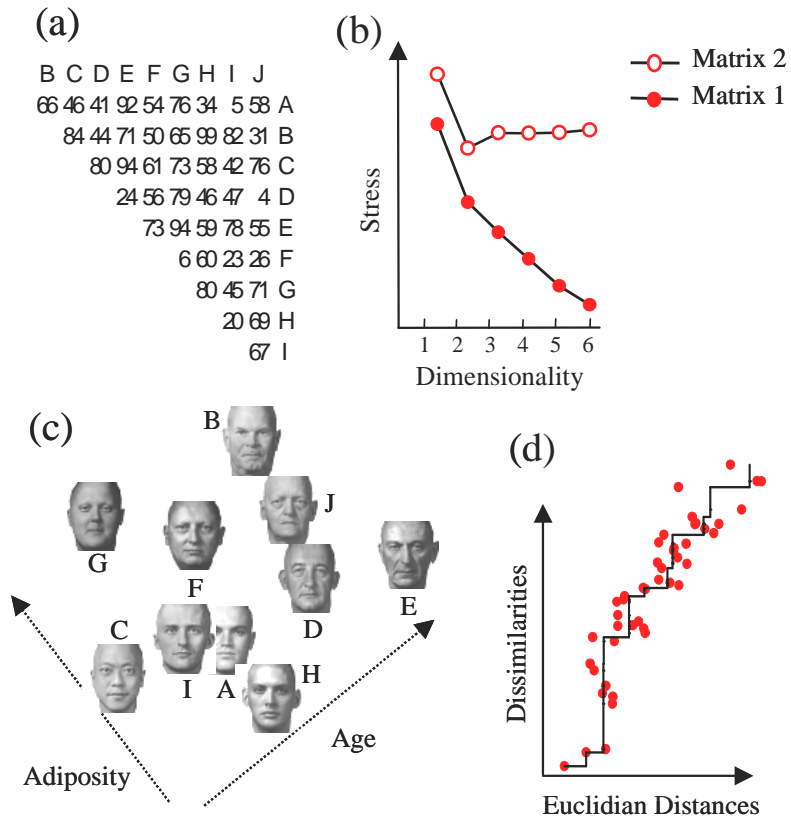 (a)
B C D E F G H I J
66 46 41 92 54 76 34 5 58 A
84 44 71 50 65 99 82 31 B
80 94 61 73 58 42 76 C
24 56 79 46 47 4 D
73 94 59 78 55 E
6 60 23 26 F
80 45 71 G
20 69 H
67 I
(b)
Matrix 2
Matrix 1
Stress
1 2 3 4 5 6
Dimensionality
(c)
B
J
G
F
E
D
C
I
A
H
Adiposity
Age
(d)
Dissimilarities
Euclidian Distances